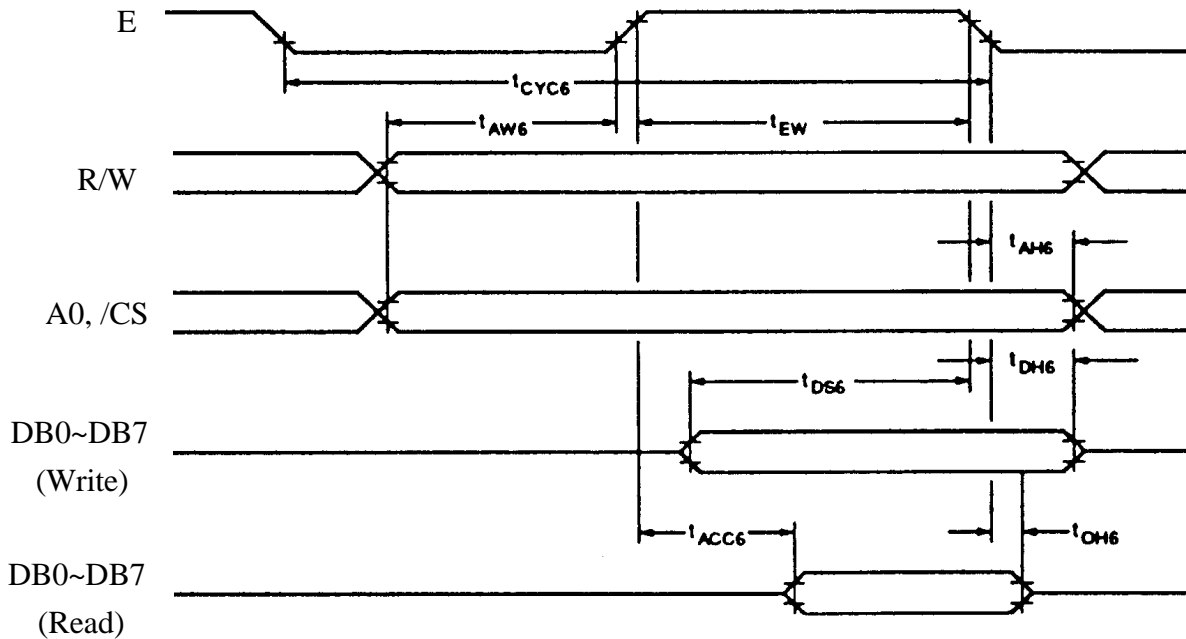 E
tCYC6
tAW6
tEW
R/W
tAH6
A0, /CS
tDH6
tDS6
DB0~DB7
(Write)
tACC6
tOH6
DB0~DB7
(Read)